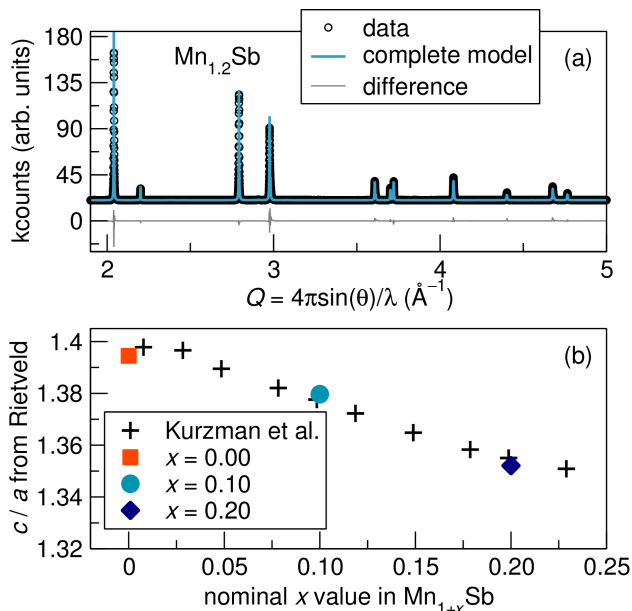 180
135
90
45
0
kcounts (arb. units)
Mn1.2Sb
data
complete model
difference
(a)
2
3
4
5
Q = 4πsin(θ)/λ (Å⁻¹)
1.4
1.38
1.36
1.34
1.32
c / a from Rietveld
(b)
Kurzman et al.
x = 0.00
x = 0.10
x = 0.20
0
0.05
0.10
0.15
0.20
0.25
nominal x value in Mn1+xSb